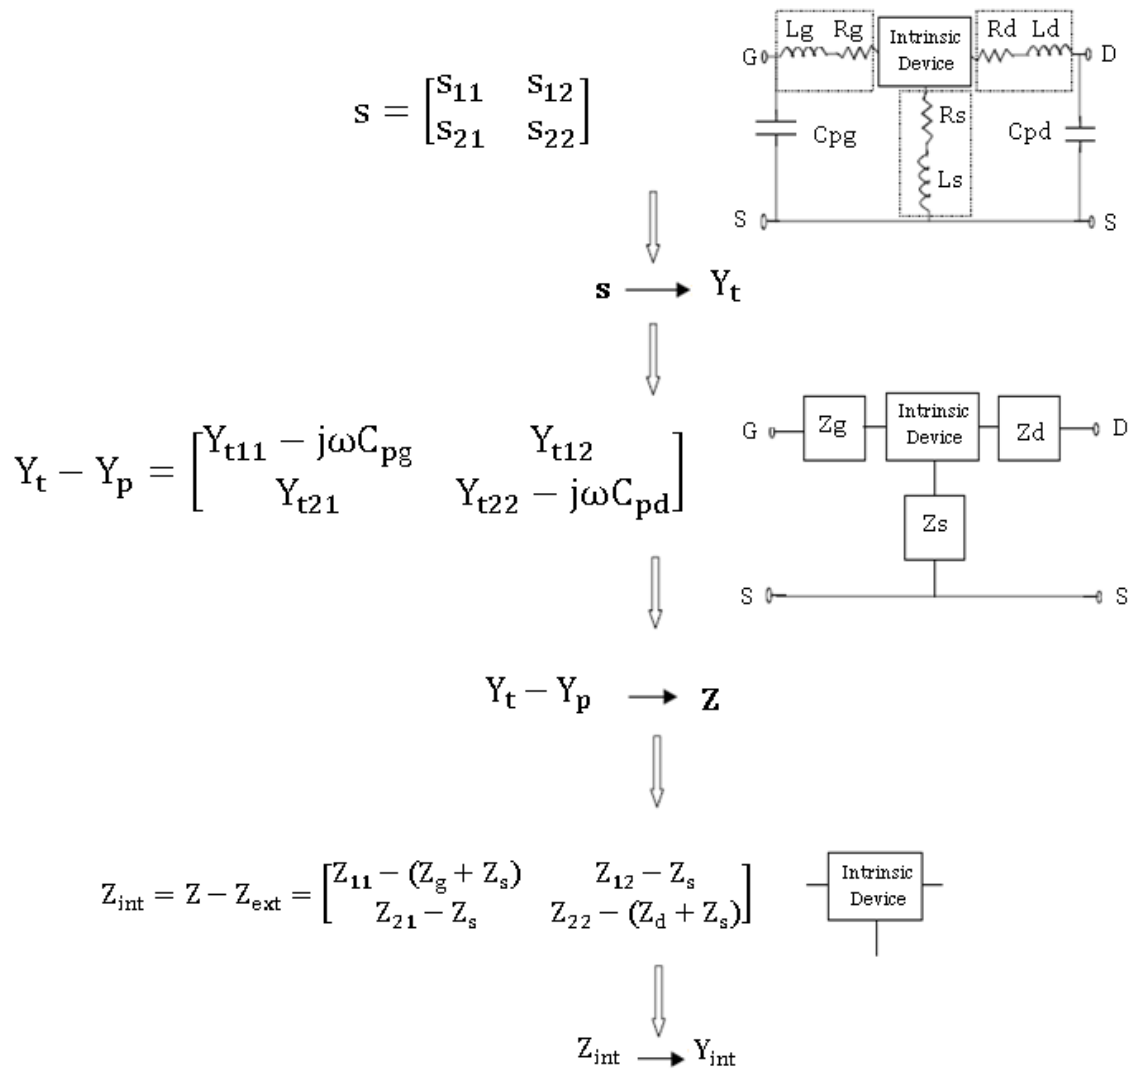 Lg Rg Intrinsic Device Rd Ld
G D
s = [s11 s12
s21 s22]
Rs
Cpg Cpd
Ls
S S
s → Yt
Zg Intrinsic Device Zd
G D
Yt − Yp = [Yt11 − jωCpg Yt12
Yt21 Yt22 − jωCpd]
Zs
S S
Yt − Yp → Z
Zint = Z − Zext = [Z11 − (Zg + Zs) Z12 − Zs
Z21 − Zs Z22 − (Zd + Zs)]
Intrinsic
Device
Zint → Yint